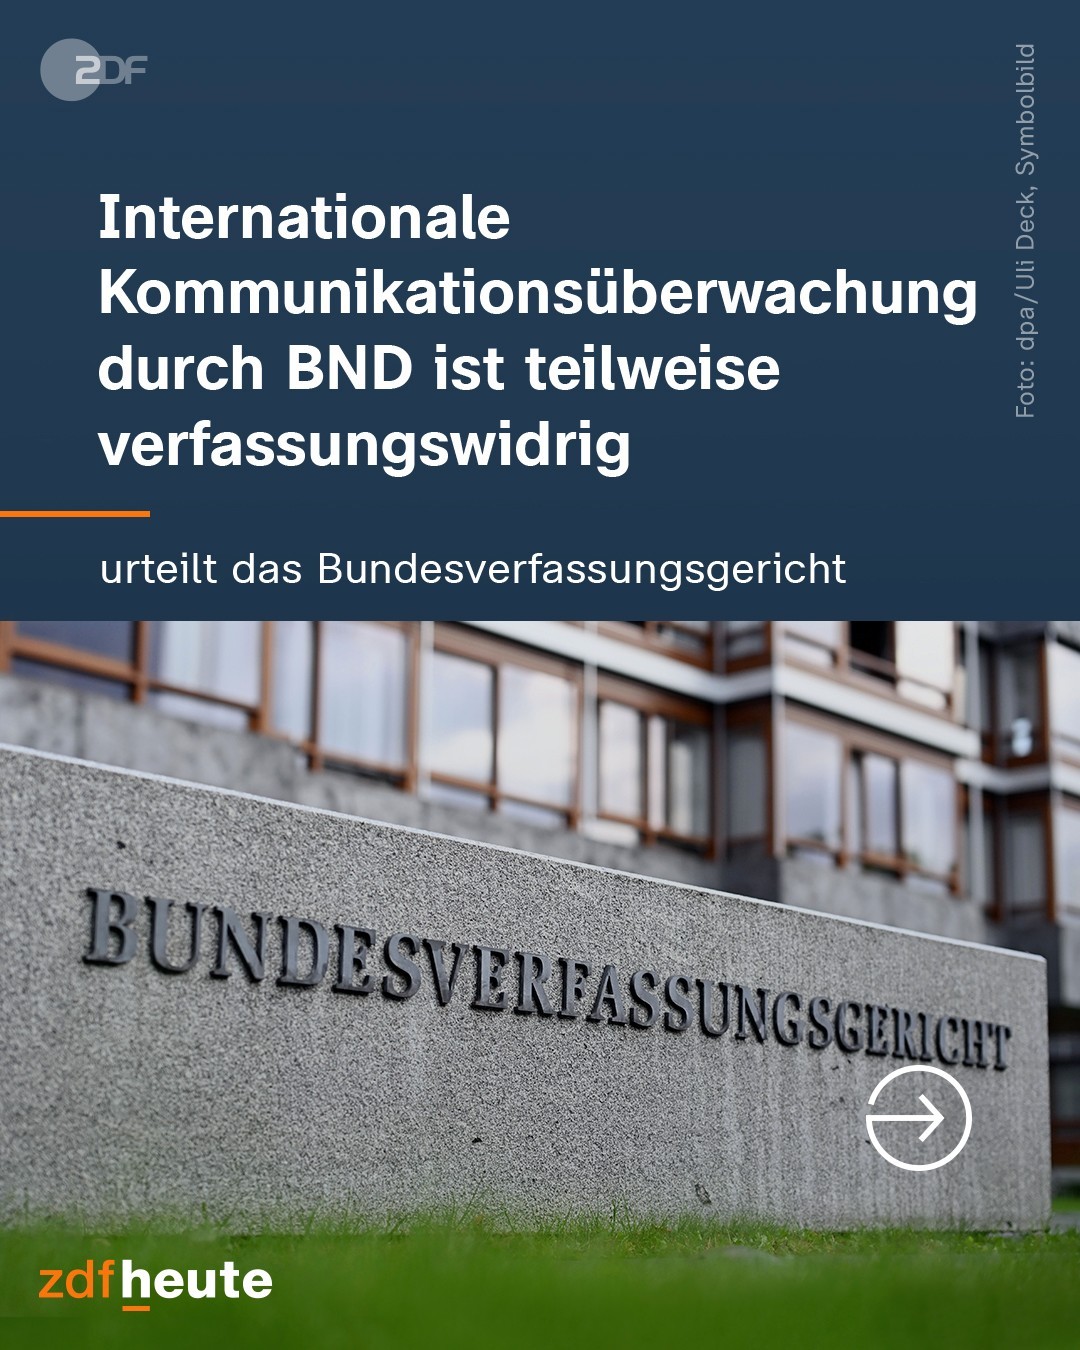 ZDF
Foto: dpa/Uli Deck, Symbolbild
Internationale
Kommunikationsüberwachung
durch BND ist teilweise
verfassungswidrig
urteilt das Bundesverfassungsgericht
BUNDESVERFASSUNGSGERICHT
zdfheute